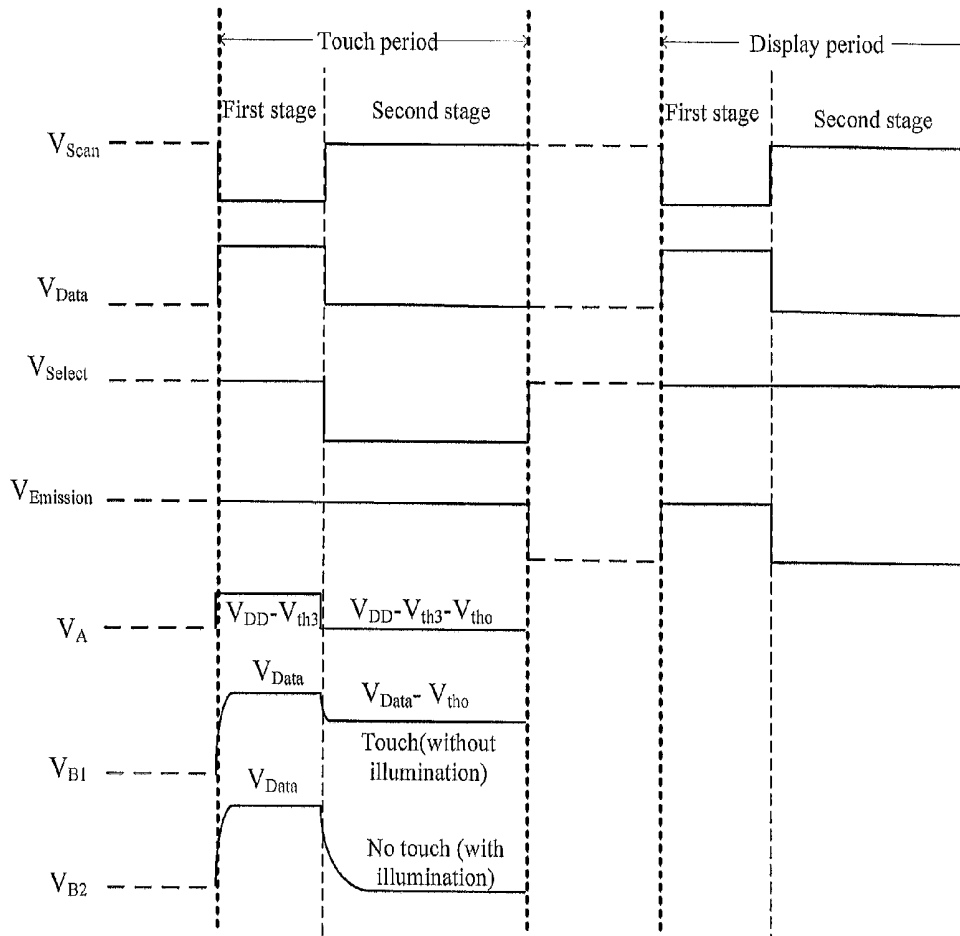 Touch period
Display period
First stage
Second stage
First stage
Second stage
V_Scan
V_Data
V_Select
V_Emission
V_DD-V_th3
V_DD-V_th3-V_tho
V_A
V_Data
V_Data- V_tho
Touch(without
illumination)
V_B1
V_Data
No touch (with
illumination)
V_B2